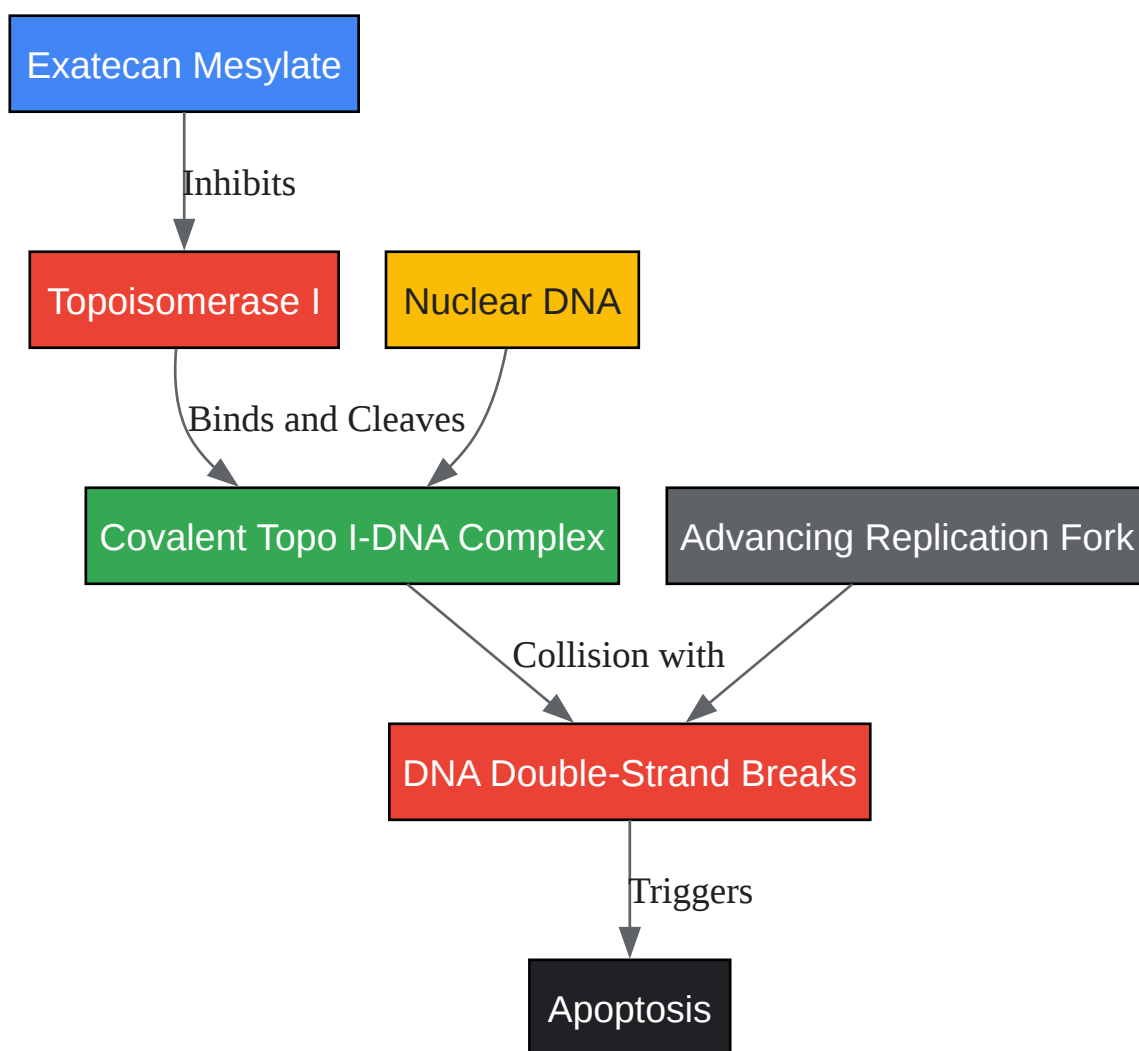 Exatecan Mesylate
Inhibits
Topoisomerase I
Nuclear DNA
Binds and Cleaves
Covalent Topo I-DNA Complex
Advancing Replication Fork
Collision with
DNA Double-Strand Breaks
Triggers
Apoptosis